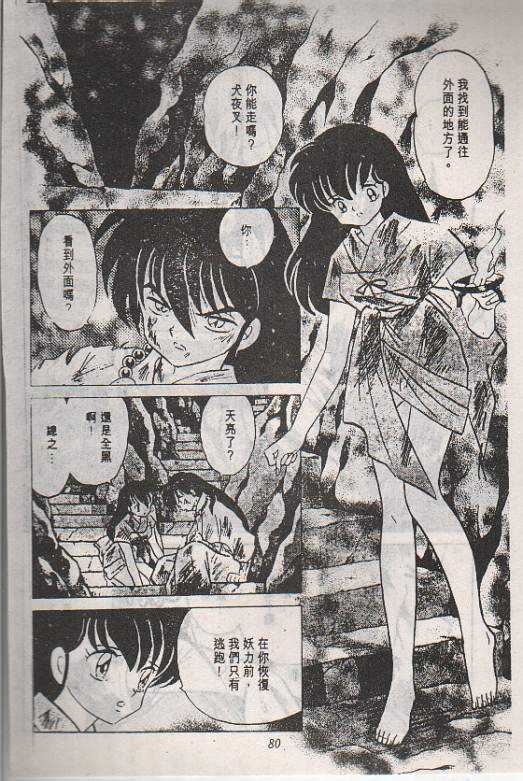 我找到能通往
外面的地方了。
你能走嗎？
犬夜叉！
你…
看到外面嗎？
天亮了？
還是全黑
啊！
總之…
在你恢復
妖力前，
我們只有
逃跑！
80